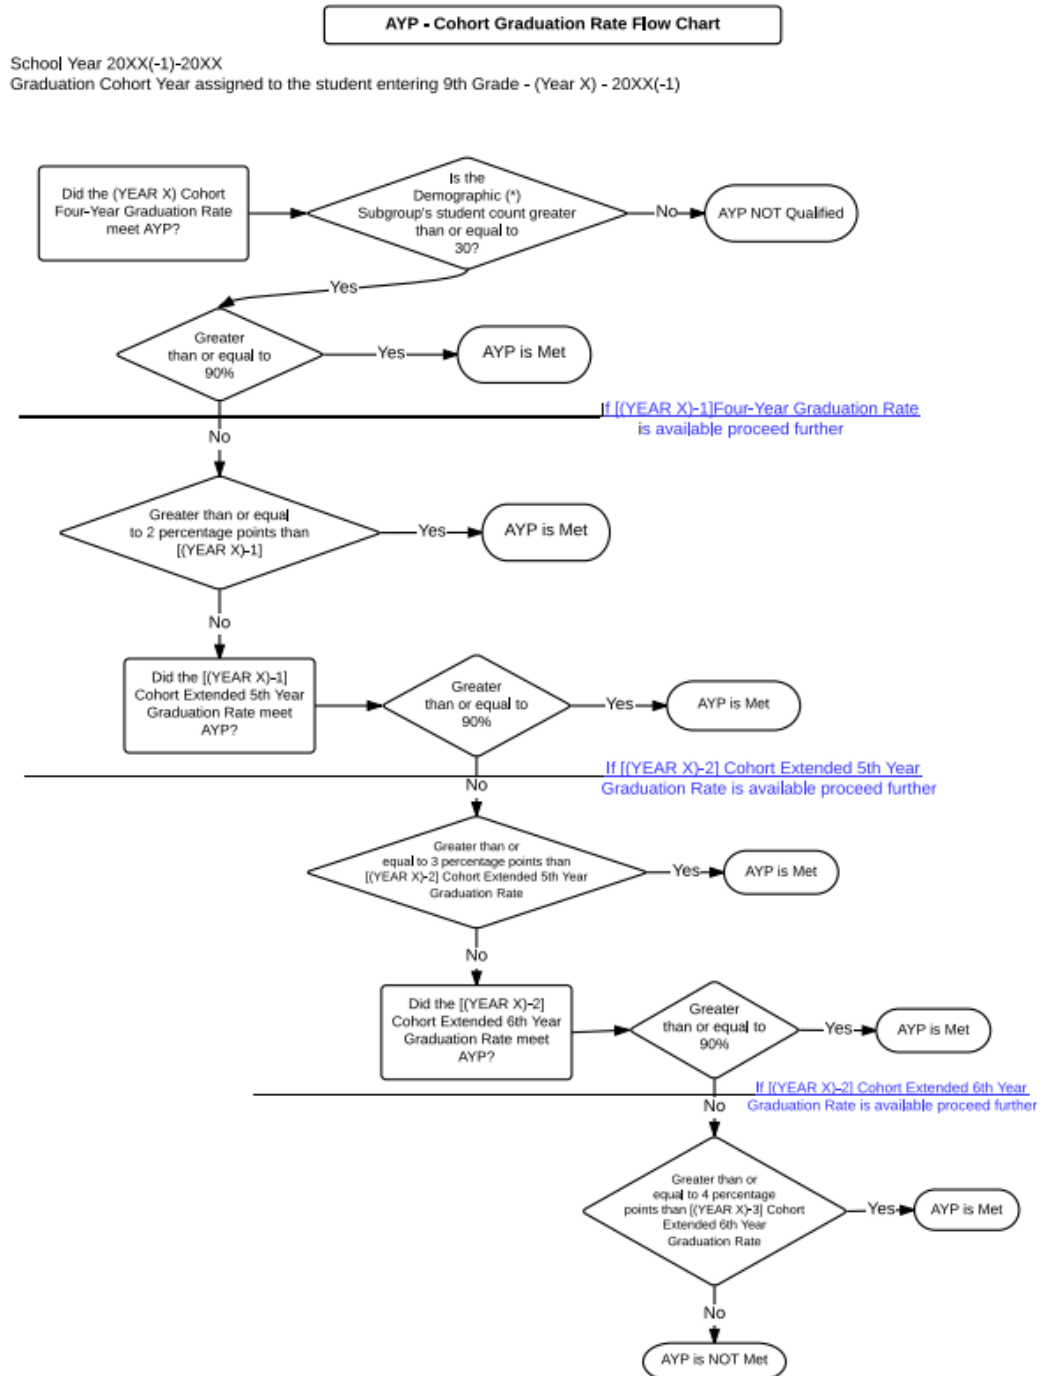 AYP - Cohort Graduation Rate Flow Chart
School Year 20XX(-1)-20XX
Graduation Cohort Year assigned to the student entering 9th Grade - (Year X) - 20XX(-1)
Did the (YEAR X) Cohort
Four-Year Graduation Rate
meet AYP?
Is the
Demographic (*)
Subgroup's student count greater
than or equal to
30?
No
AYP NOT Qualified
Yes
Greater
than or equal to
90%
Yes
AYP is Met
If [(YEAR X)-1]Four-Year Graduation Rate
is available proceed further
No
Greater than or equal
to 2 percentage points than
[(YEAR X)-1]
Yes
AYP is Met
No
Did the [(YEAR X)-1]
Cohort Extended 5th Year
Graduation Rate meet
AYP?
Greater
than or equal to
90%
Yes
AYP is Met
If [(YEAR X)-2] Cohort Extended 5th Year
Graduation Rate is available proceed further
No
Greater than or
equal to 3 percentage points than
[(YEAR X)-2] Cohort Extended 5th Year
Graduation Rate
Yes
AYP is Met
No
Did the [(YEAR X)-2]
Cohort Extended 6th Year
Graduation Rate meet
AYP?
Greater
than or equal to
90%
Yes
AYP is Met
If [(YEAR X)-2] Cohort Extended 6th Year
Graduation Rate is available proceed further
No
Greater than or
equal to 4 percentage
points than [(YEAR X)-3] Cohort
Extended 6th Year
Graduation Rate
Yes
AYP is Met
No
AYP is NOT Met